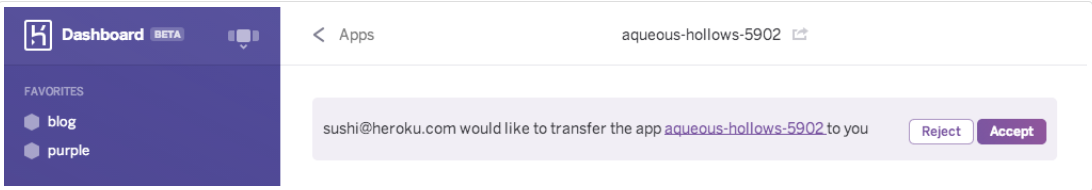 Dashboard BETA
Apps
aqueous-hollows-5902
FAVORITES
blog
purple
sushi@heroku.com would like to transfer the app aqueous-hollows-5902 to you
Reject
Accept